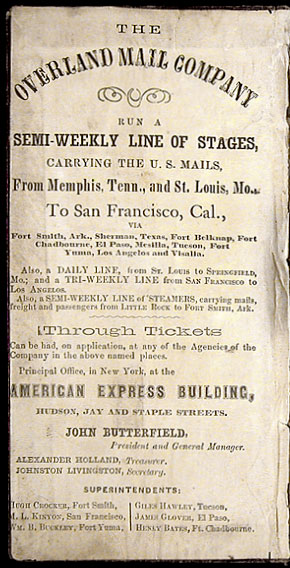 THE
OVERLAND MAIL COMPANY
RUN A
SEMI-WEEKLY LINE OF STAGES,
CARRYING THE U. S. MAILS,
From Memphis, Tenn., and St. Louis, Mo.,
To San Francisco, Cal.,
VIA
Fort Smith, Ark., Sherman, Texas, Fort Belknap, Fort
Chadbourne, El Paso, Mesilla, Tucson, Fort
Yuma, Los Angelos and Visalia.
Also, a DAILY LINE, from St. Louis to Springfield,
Mo.; and a TRI-WEEKLY LINE from San Francisco to
Los Angelos.
Also, a SEMI-WEEKLY LINE of STEAMERS, carrying mails,
freight and passengers from Little Rock to Fort Smith, Ark.
Through Tickets
Can be had, on application, at any of the Agencies of the
Company in the above named places.
Principal Office, in New York, at the
AMERICAN EXPRESS BUILDING,
HUDSON, JAY AND STAPLE STREETS.
JOHN BUTTERFIELD,
President and General Manager.
ALEXANDER HOLLAND, Treasurer.
JOHNSTON LIVINGSTON, Secretary.
SUPERINTENDENTS:
Hugh Crocker, Fort Smith,
M. L. Kinyon, San Francisco,
Wm. B. Buckley, Fort Yuma,
Giles Hawley, Tucson,
James Glover, El Paso,
Henry Bates, Ft. Chadbourne.